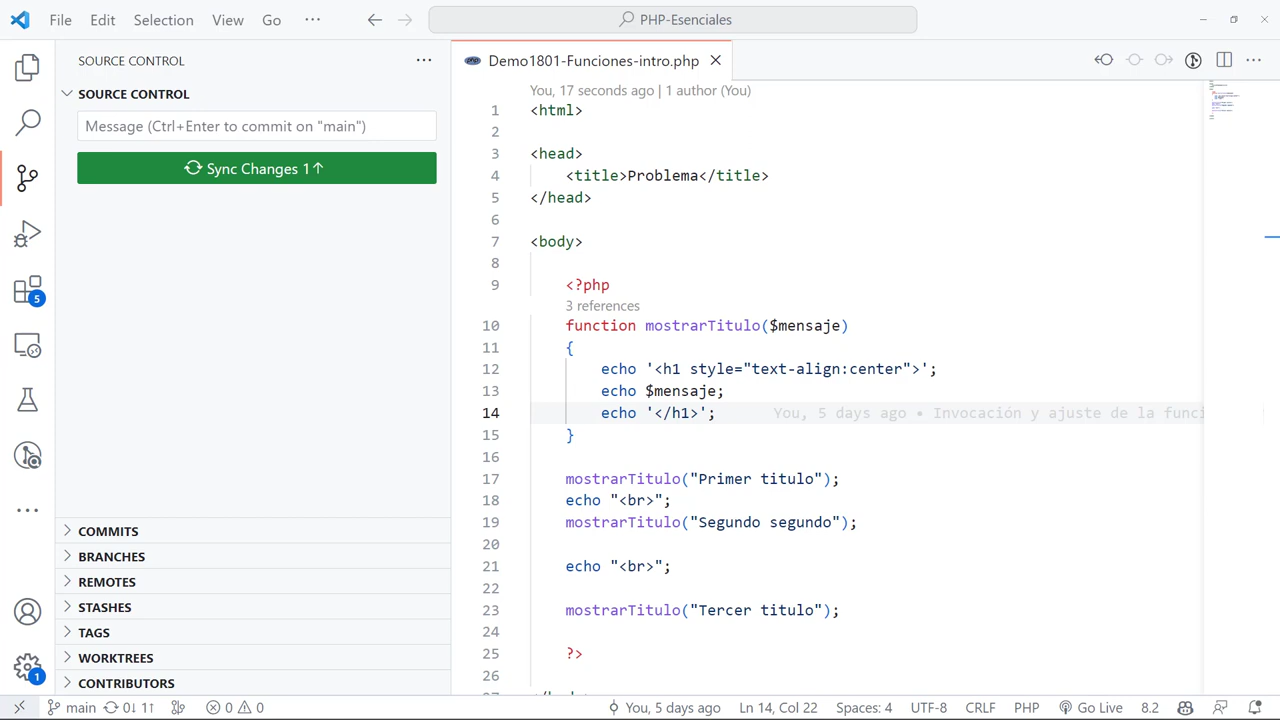 File Edit Selection View Go ··· PHP-Esenciales
SOURCE CONTROL ···
Demo1801-Funciones-intro.php
SOURCE CONTROL
Message (Ctrl+Enter to commit on "main")
Sync Changes 1↑
5
1
COMMITS
BRANCHES
REMOTES
STASHES
TAGS
WORKTREES
CONTRIBUTORS
You, 17 seconds ago | 1 author (You)
1 <html>
2
3 <head>
4 <title>Problema</title>
5 </head>
6
7 <body>
8
9 <?php
3 references
10 function mostrarTitulo($mensaje)
11 {
12 echo '<h1 style="text-align:center">';
13 echo $mensaje;
14 echo '</h1>'; You, 5 days ago • Invocación y ajuste de la funci
15 }
16
17 mostrarTitulo("Primer titulo");
18 echo "<br>";
19 mostrarTitulo("Segundo segundo");
20
21 echo "<br>";
22
23 mostrarTitulo("Tercer titulo");
24
25 ?>
26
main 0↓ 1↑ 0 0 You, 5 days ago Ln 14, Col 22 Spaces: 4 UTF-8 CRLF PHP Go Live 8.2